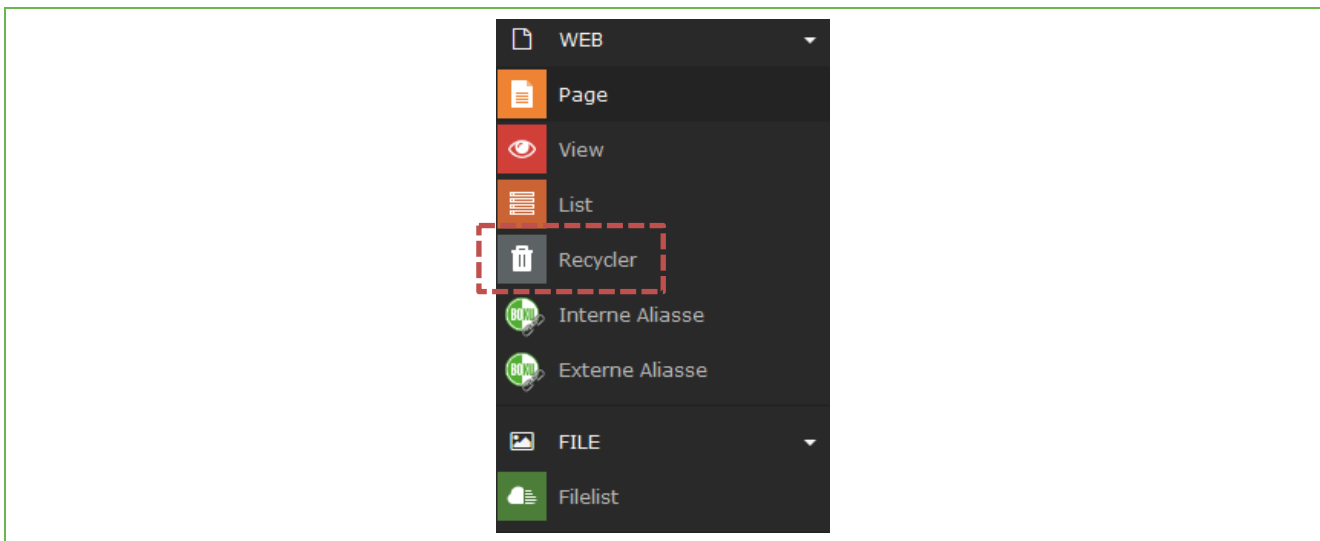 WEB
Page
View
List
Recycler
Interne Aliasse
Externe Aliasse
FILE
Filelist